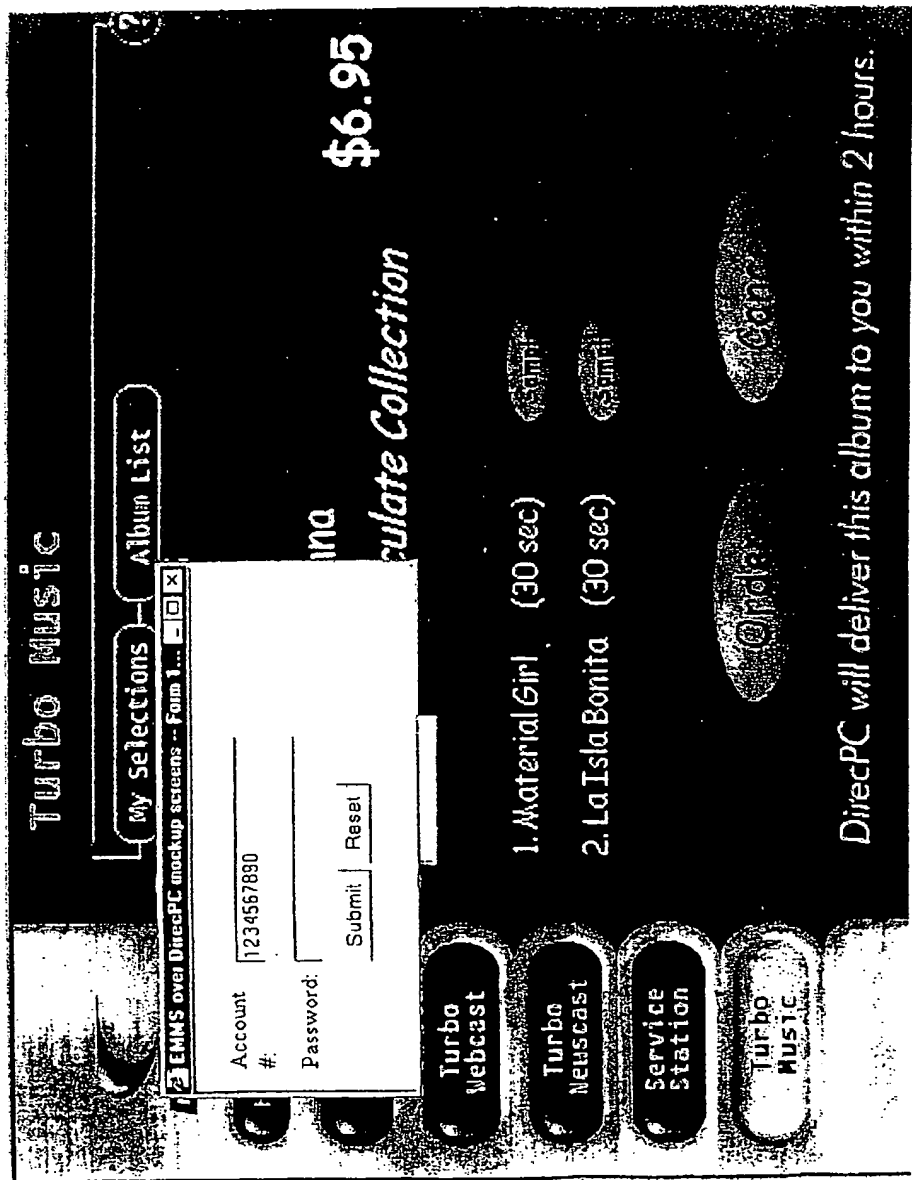 Turbo Music
?
My Selections
Album List
EMMS over DirecPC mockup screens -- Form 1...
Account
#:
1234567890
Password:
Submit
Reset
nna
$6.95
culate Collection
Turbo
Webcast
Turbo
Newscast
Service
Station
Turbo
Music
1. Material Girl (30 sec)
2. La Isla Bonita (30 sec)
DirecPC will deliver this album to you within 2 hours.